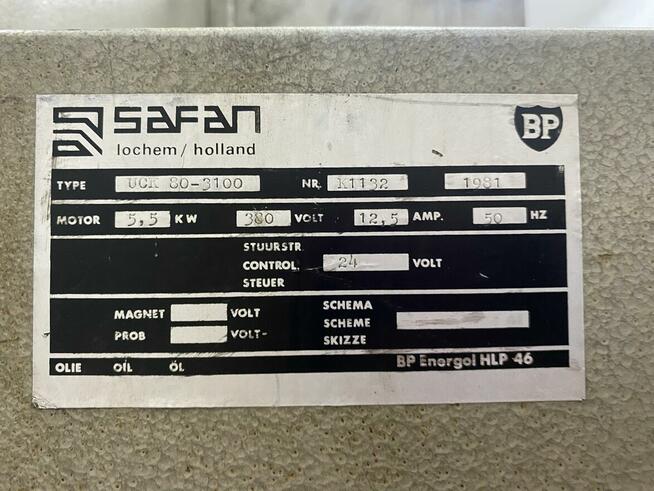 SAFAN
BP
lochem / holland
TYPE UCK 80-3100 NR. K1132 1981
MOTOR 5,5 KW 380 VOLT 12,5 AMP. 50 HZ
STUURSTR.
CONTROL. 24 VOLT
STEUER
MAGNET VOLT
PROB VOLT-
SCHEMA
SCHEME
SKIZZE
OLIE OIL ÖL BP Energol HLP 46